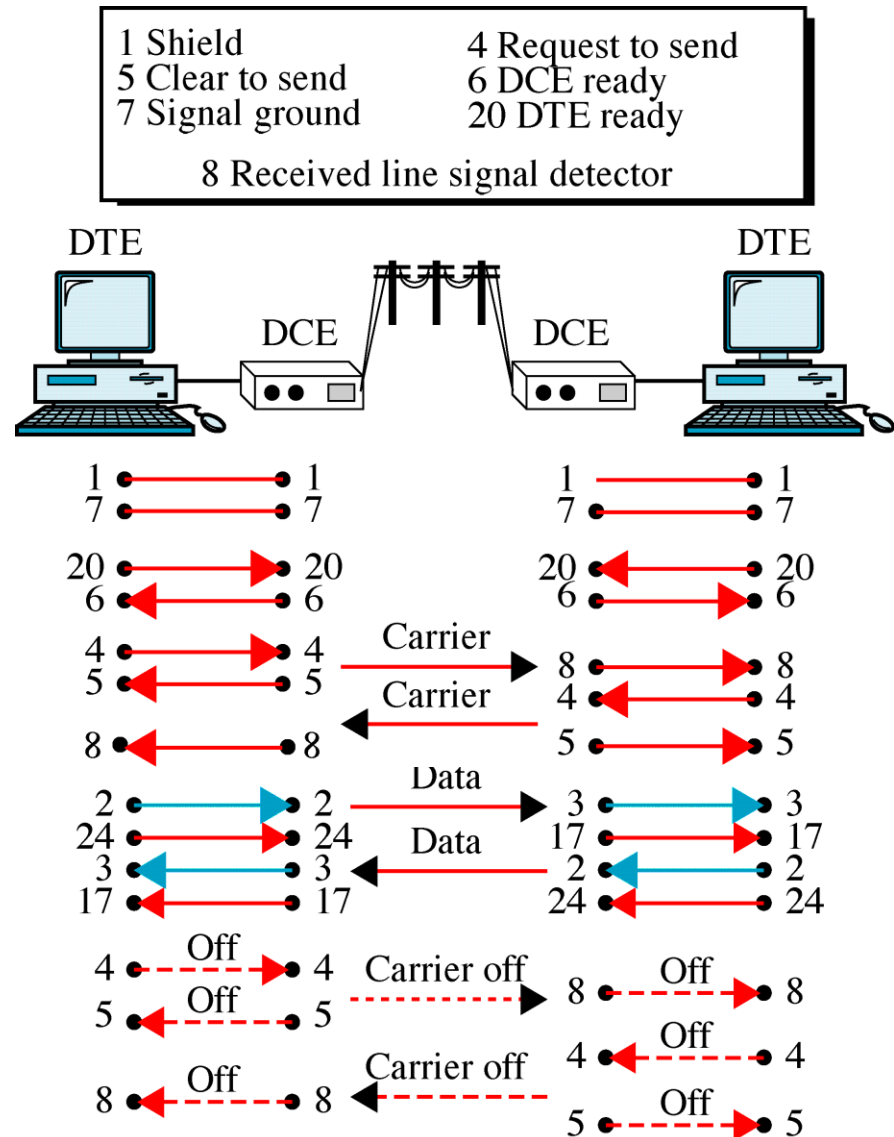 1 Shield 4 Request to send
5 Clear to send 6 DCE ready
7 Signal ground 20 DTE ready
8 Received line signal detector
DTE DTE
DCE DCE
1 1 1 1
7 7 7 7
20 20 20 20
6 6 6 6
4 4 Carrier 8 8
5 5 Carrier 4 4
8 8 5 5
2 2 Data 3 3
24 24 17 17
3 3 Data 2 2
17 17 24 24
4 Off 4 Carrier off 8 Off 8
5 Off 5 4 Off 4
8 Off 8 Carrier off 5 Off 5